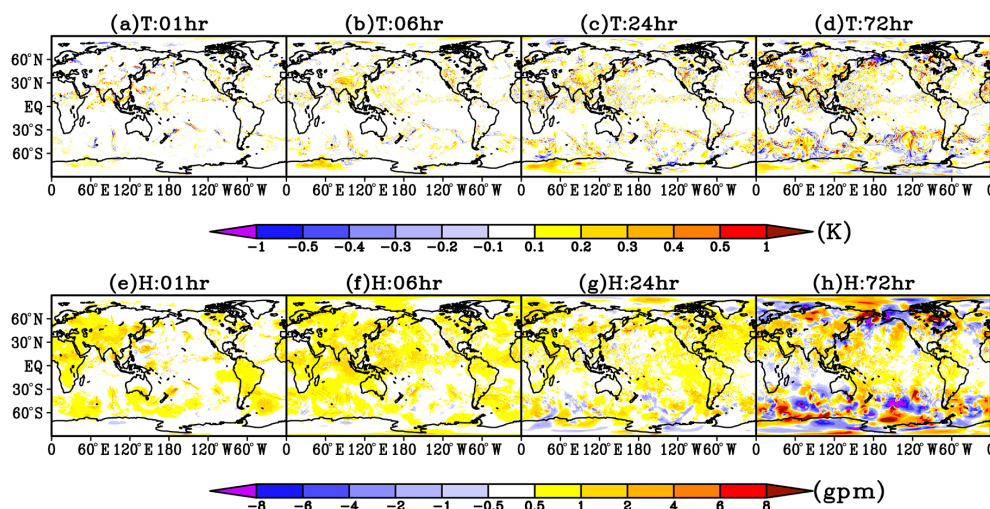 (a)T:01hr (b)T:06hr (c)T:24hr (d)T:72hr
60°N
30°N
EQ
30°S
60°S
0 60°E 120°E 180 120°W 60°W 0 60°E 120°E 180 120°W 60°W 0 60°E 120°E 180 120°W 60°W 0 60°E 120°E 180 120°W 60°W 0
-1 -0.5 -0.4 -0.3 -0.2 -0.1 0.1 0.2 0.3 0.4 0.5 1 (K)
(e)H:01hr (f)H:06hr (g)H:24hr (h)H:72hr
60°N
30°N
EQ
30°S
60°S
0 60°E 120°E 180 120°W 60°W 0 60°E 120°E 180 120°W 60°W 0 60°E 120°E 180 120°W 60°W 0 60°E 120°E 180 120°W 60°W 0
-8 -6 -4 -2 -1 -0.5 0.5 1 2 4 6 8 (gpm)